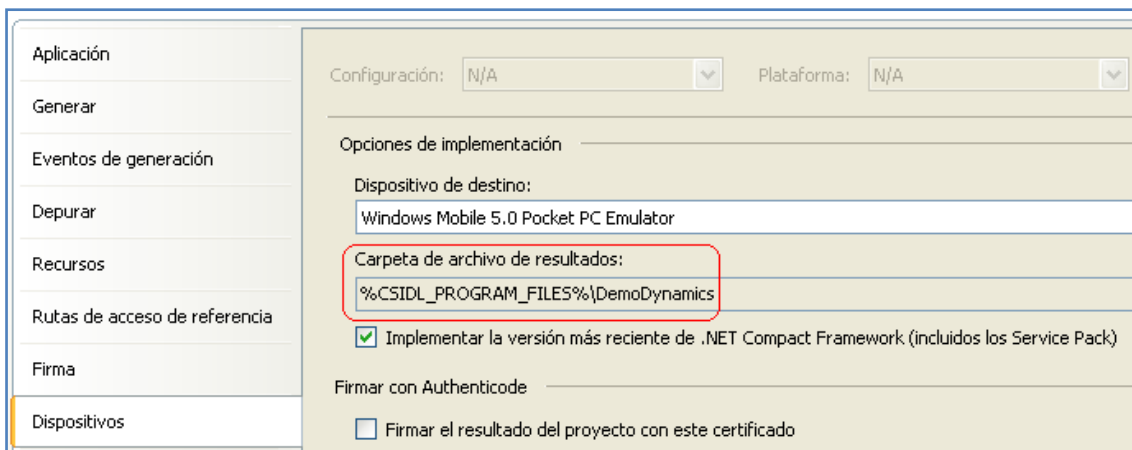 Aplicación
Generar
Eventos de generación
Depurar
Recursos
Rutas de acceso de referencia
Firma
Dispositivos
Configuración: N/A Plataforma: N/A
Opciones de implementación
Dispositivo de destino:
Windows Mobile 5.0 Pocket PC Emulator
Carpeta de archivo de resultados:
%CSIDL_PROGRAM_FILES%\DemoDynamics
Implementar la versión más reciente de .NET Compact Framework (incluidos los Service Pack)
Firmar con Authenticode
Firmar el resultado del proyecto con este certificado